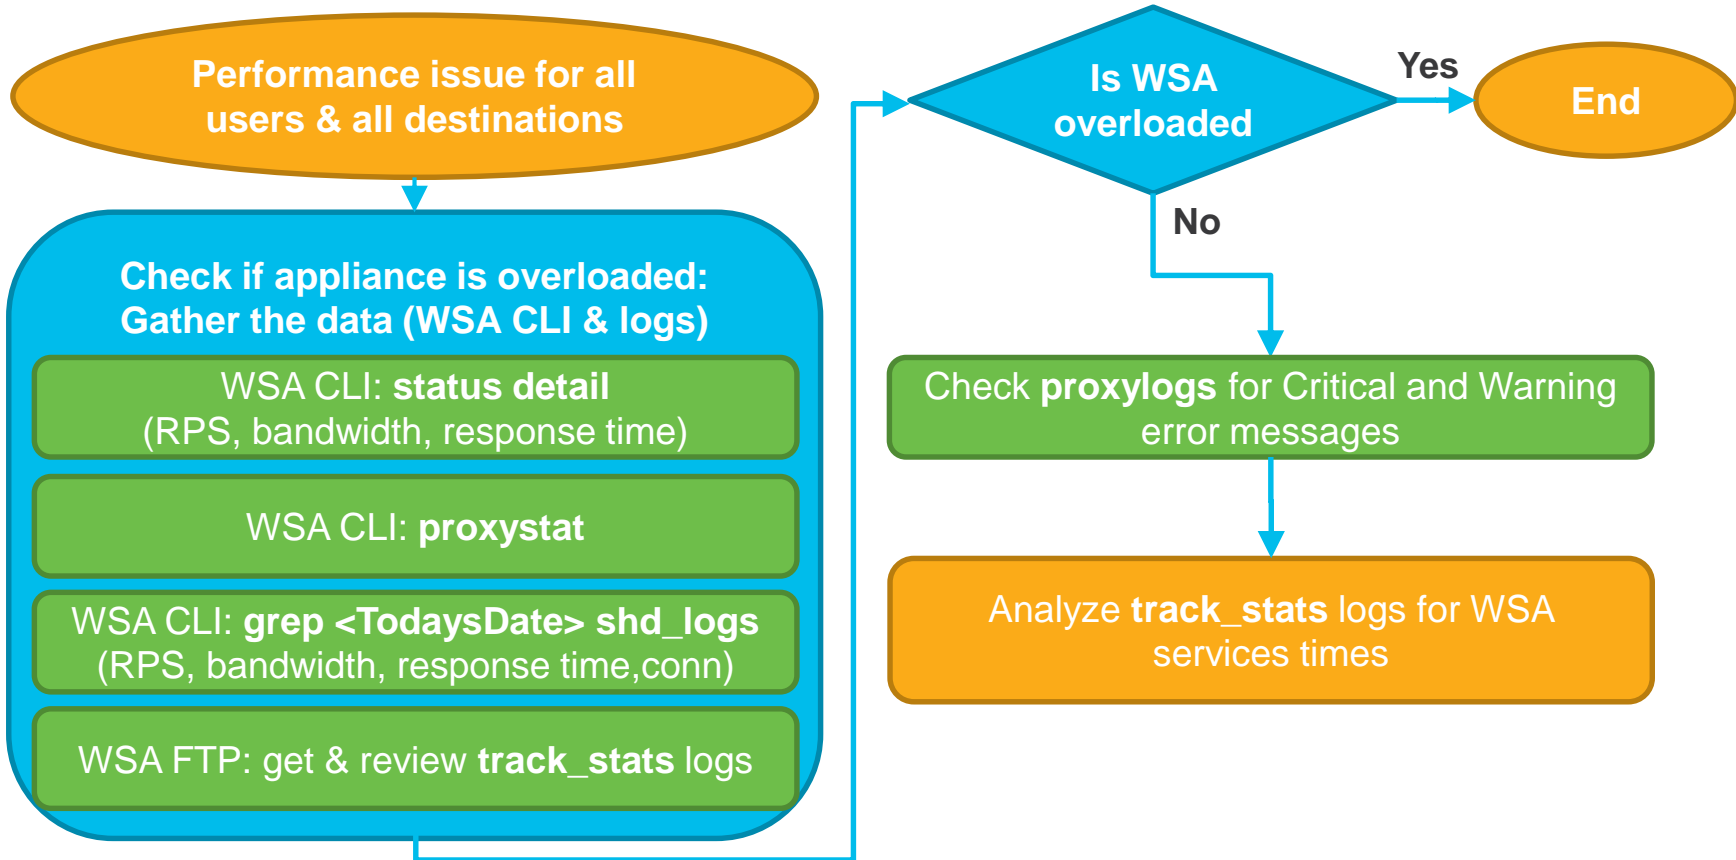 Performance issue for all
users & all destinations
Check if appliance is overloaded:
Gather the data (WSA CLI & logs)
WSA CLI: status detail
(RPS, bandwidth, response time)
WSA CLI: proxystat
WSA CLI: grep <TodaysDate> shd_logs
(RPS, bandwidth, response time,conn)
WSA FTP: get & review track_stats logs
Is WSA
overloaded
Yes
End
No
Check proxylogs for Critical and Warning
error messages
Analyze track_stats logs for WSA
services times